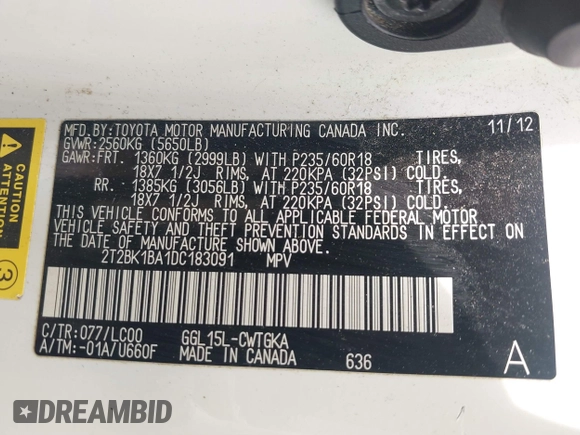 MFD.BY:TOYOTA MOTOR MANUFACTURING CANADA INC. 11/12
GVWR:2560KG (5650LB)
GAWR:FRT. 1360KG (2999LB) WITH P235/60R18 TIRES,
18X7 1/2J RIMS, AT 220KPA (32PSI) COLD.
RR. 1385KG (3056LB) WITH P235/60R18 TIRES,
18X7 1/2J RIMS, AT 220KPA (32PSI) COLD.
THIS VEHICLE CONFORMS TO ALL APPLICABLE FEDERAL MOTOR
VEHICLE SAFETY AND THEFT PREVENTION STANDARDS IN EFFECT
ON THE DATE OF MANUFACTURE SHOWN ABOVE.
2T2BK1BA1DC183091 MPV
C/TR:077/LC00 GGL15L-CWTGKA
A/TM:-01A/U660F MADE IN CANADA 636 A
CAUTION
ATTENTION
3
DREAMBID